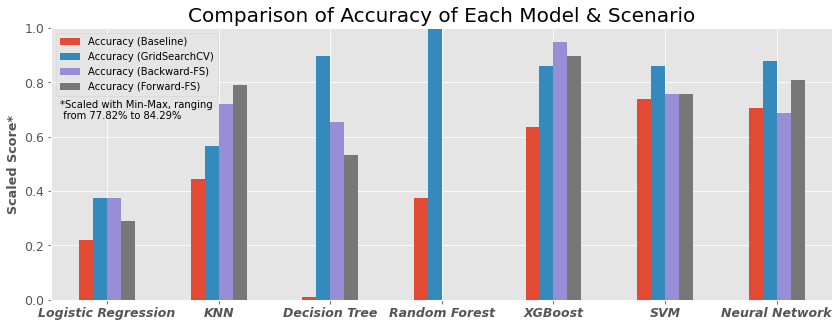 Comparison of Accuracy of Each Model & Scenario
Scaled Score*
1.0
0.8
0.6
0.4
0.2
0.0
Accuracy (Baseline)
Accuracy (GridSearchCV)
Accuracy (Backward-FS)
Accuracy (Forward-FS)
*Scaled with Min-Max, ranging
from 77.82% to 84.29%
Logistic Regression KNN Decision Tree Random Forest XGBoost SVM Neural Network